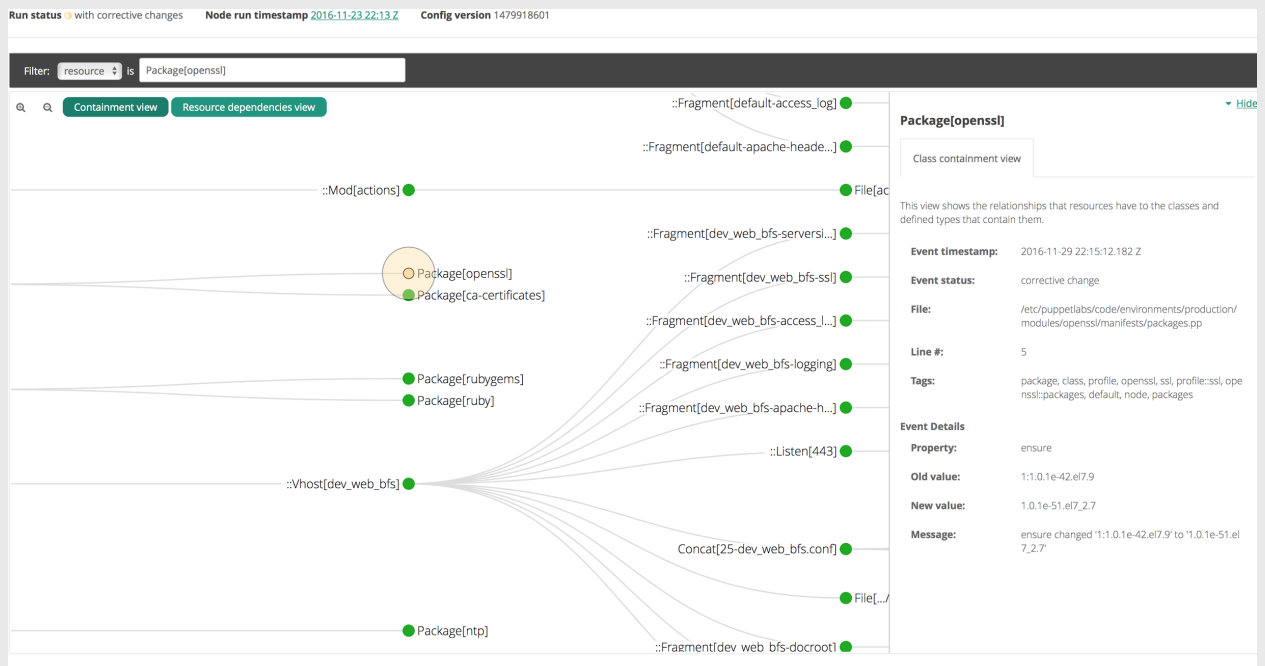 Run status with corrective changes Node run timestamp 2016-11-23 22:13 Z Config version 1479918601
Filter: resource is Package[openssl]
Containment view Resource dependencies view
::Fragment[default-access_log]
::Fragment[default-apache-heade...]
::Mod[actions]
File[ac
::Fragment[dev_web_bfs-serversi...]
Package[openssl]
::Fragment[dev_web_bfs-ssl]
Package[ca-certificates]
::Fragment[dev_web_bfs-access_l...]
::Fragment[dev_web_bfs-logging]
Package[rubygems]
Package[ruby]
::Fragment[dev_web_bfs-apache-h...]
::Listen[443]
::Vhost[dev_web_bfs]
Concat[25-dev_web_bfs.conf]
File[.../
Package[ntp]
::Fragment[dev_web_bfs-docroot]
Hide
Package[openssl]
Class containment view
This view shows the relationships that resources have to the classes and
defined types that contain them.
Event timestamp: 2016-11-29 22:15:12.182 Z
Event status: corrective change
File: /etc/puppetlabs/code/environments/production/
modules/openssl/manifests/packages.pp
Line #: 5
Tags: package, class, profile, openssl, ssl, profile::ssl, ope
nssl::packages, default, node, packages
Event Details
Property: ensure
Old value: 1:1.0.1e-42.el7.9
New value: 1.0.1e-51.el7_2.7
Message: ensure changed '1:1.0.1e-42.el7.9' to '1.0.1e-51.el
7_2.7'